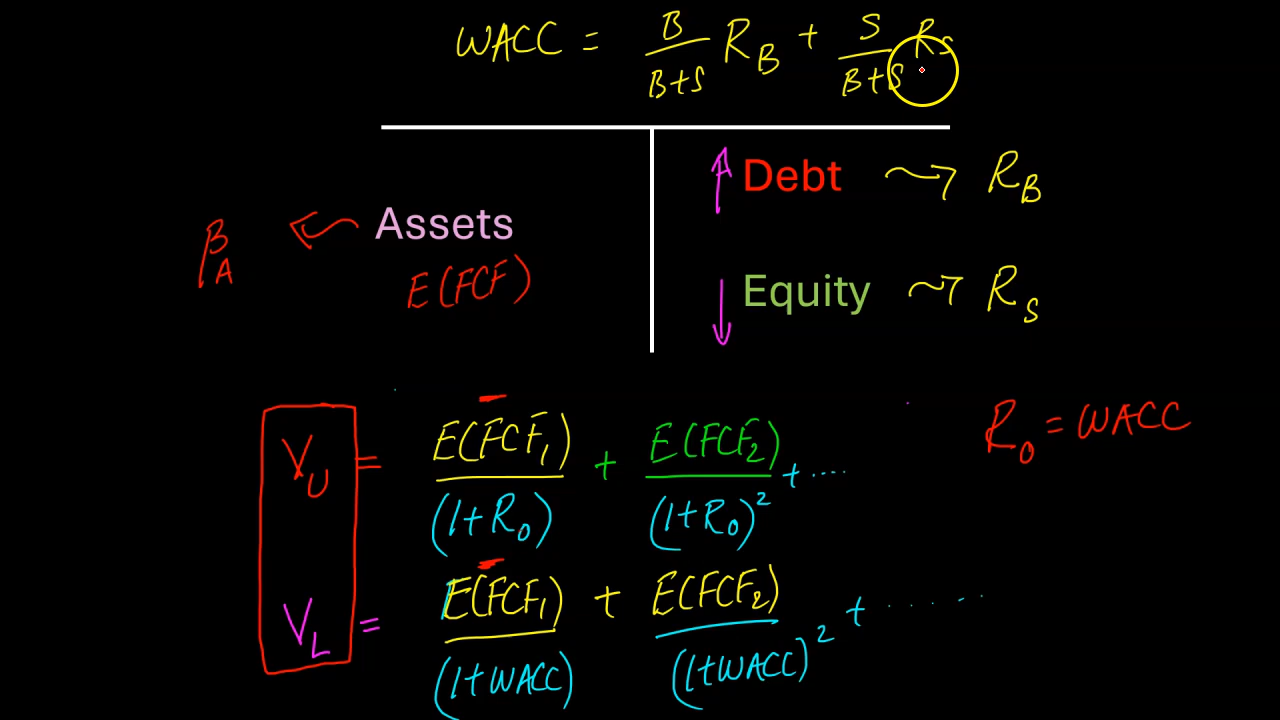 WACC = B/(B+S) R_B + S/(B+S) R_S
Debt → R_B
Assets
β_A
E(FCF)
Equity → R_S
V_U = E(FCF_1)/(1+R_0) + E(FCF_2)/(1+R_0)^2 + ....
R_0 = WACC
V_L = E(FCF_1)/(1+WACC) + E(FCF_2)/(1+WACC)^2 + ......